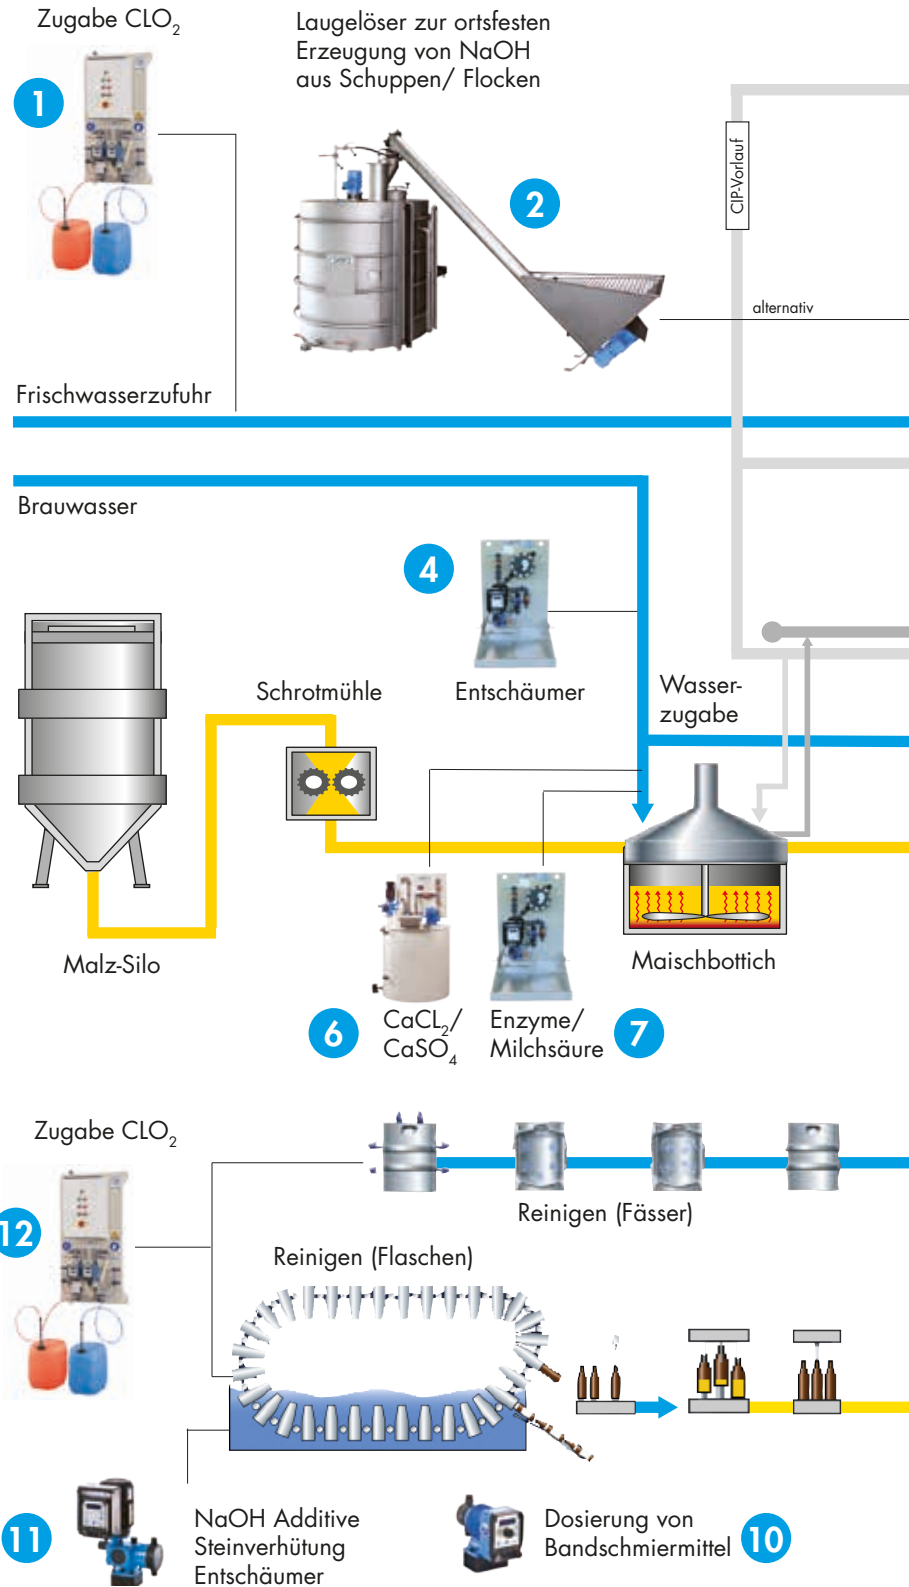 Zugabe CLO₂
Laugelöser zur ortsfesten
Erzeugung von NaOH
aus Schuppen/ Flocken
1
2
CIP-Vorlauf
alternativ
Frischwasserzufuhr
Brauwasser
4
Entschäumer
Schrotmühle
Wasser-
zugabe
Malz-Silo
Maischbottich
6
CaCL₂/
CaSO₄
Enzyme/
Milchsäure
7
Zugabe CLO₂
12
Reinigen (Fässer)
Reinigen (Flaschen)
11
NaOH Additive
Steinverhütung
Entschäumer
Dosierung von
Bandschmiermittel
10